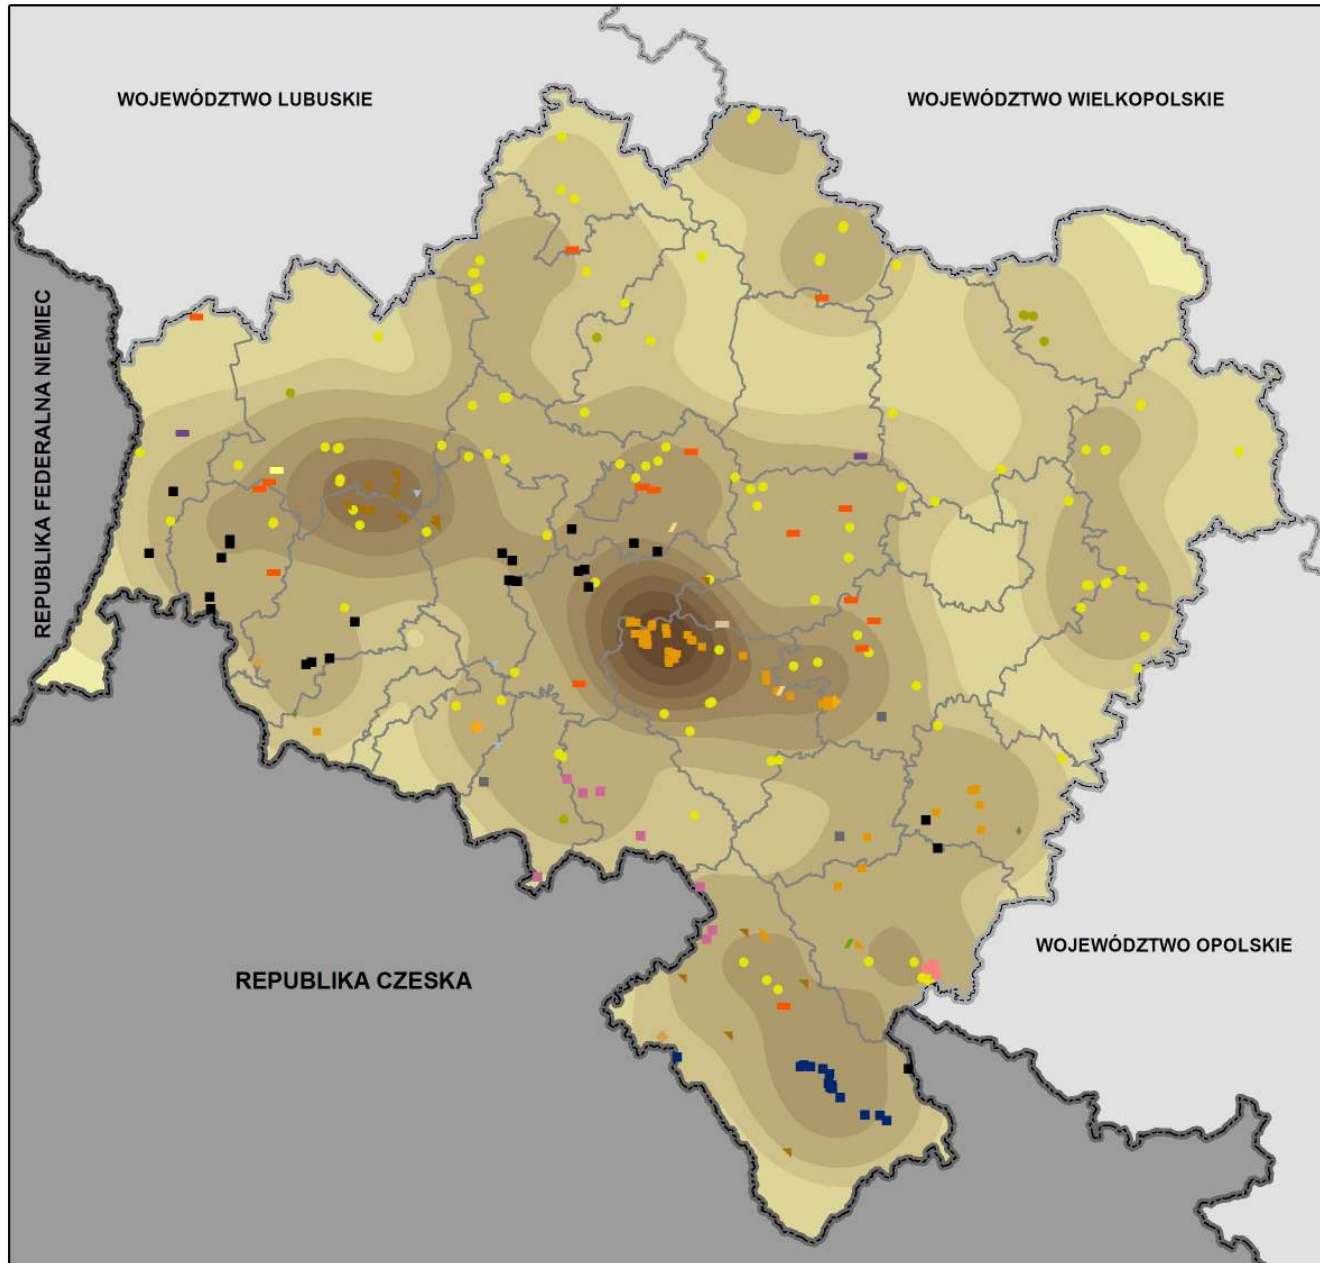 WOJEWÓDZTWO LUBUSKIE
WOJEWÓDZTWO WIELKOPOLSKIE
REPUBLIKA FEDERALNA NIEMIEC
WOJEWÓDZTWO OPOLSKIE
REPUBLIKA CZESKA